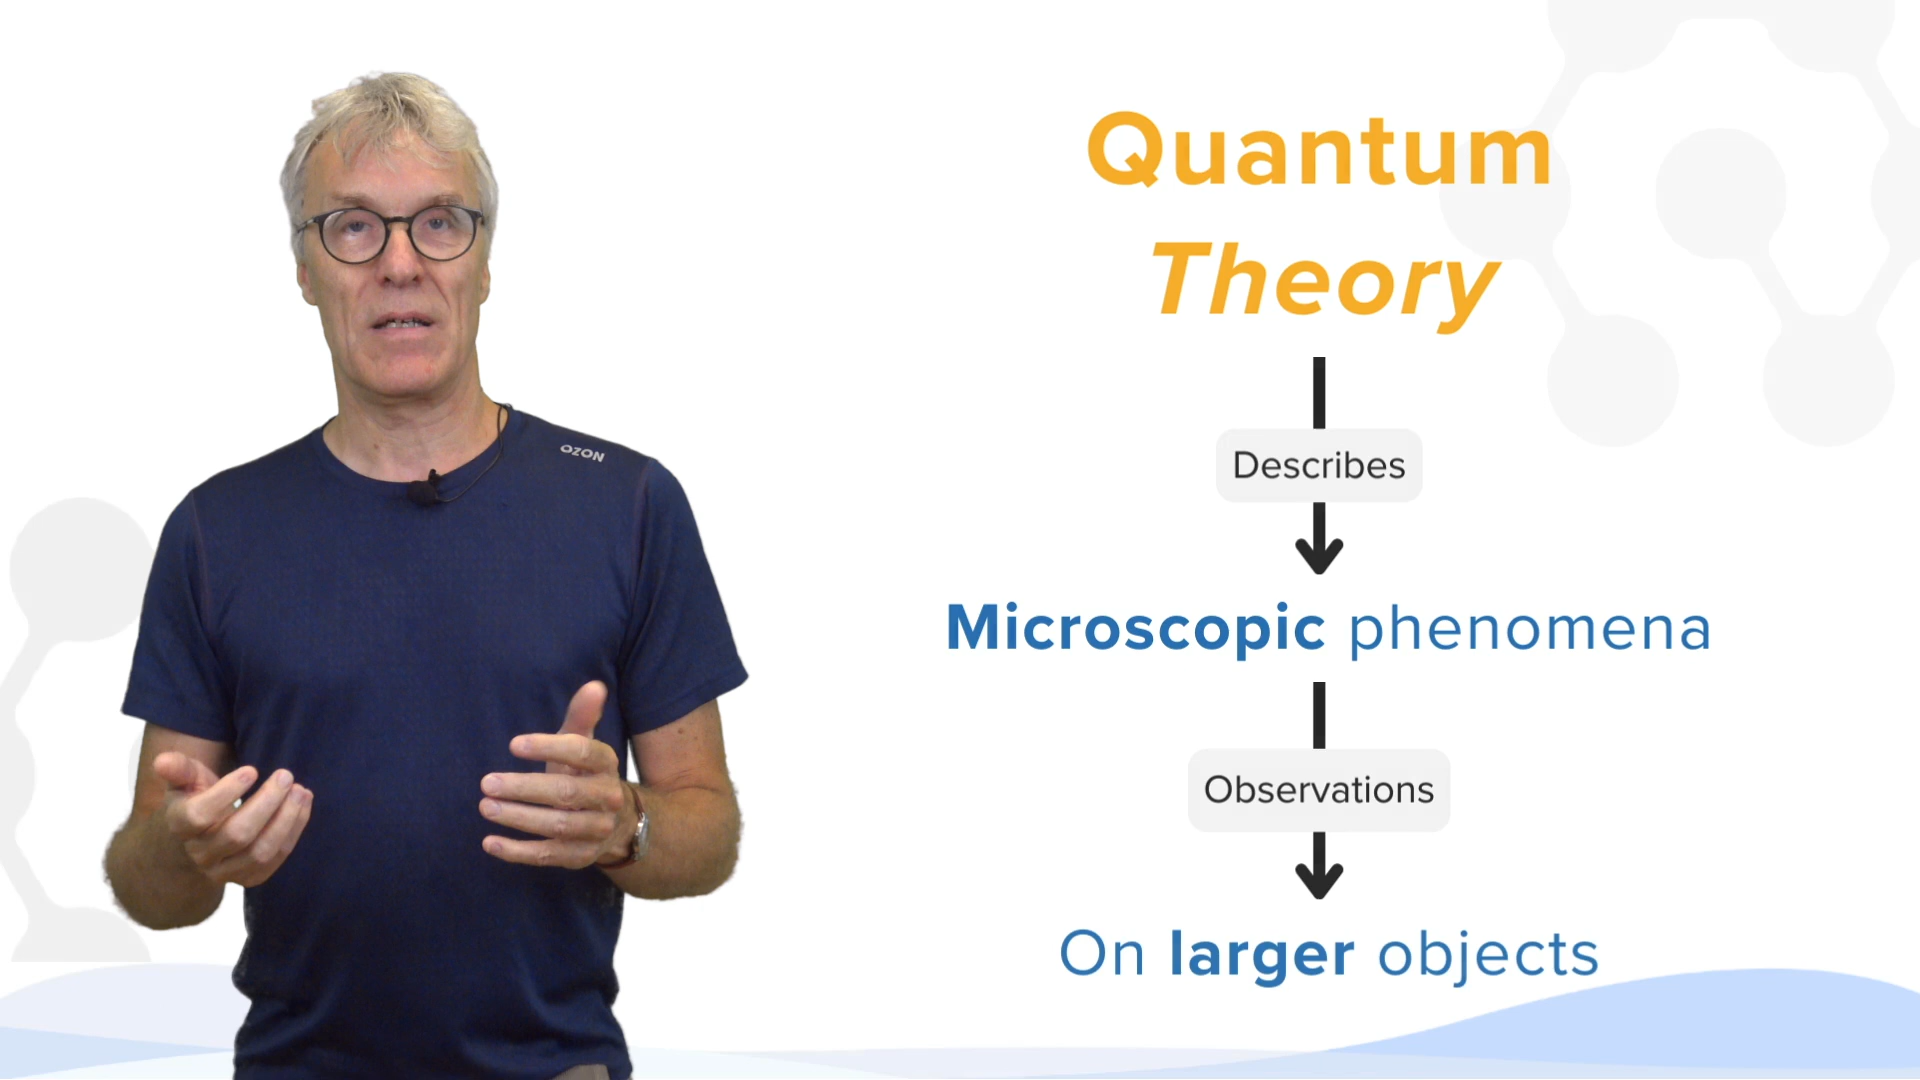 Quantum
Theory
OZON
Describes
Microscopic phenomena
Observations
On larger objects